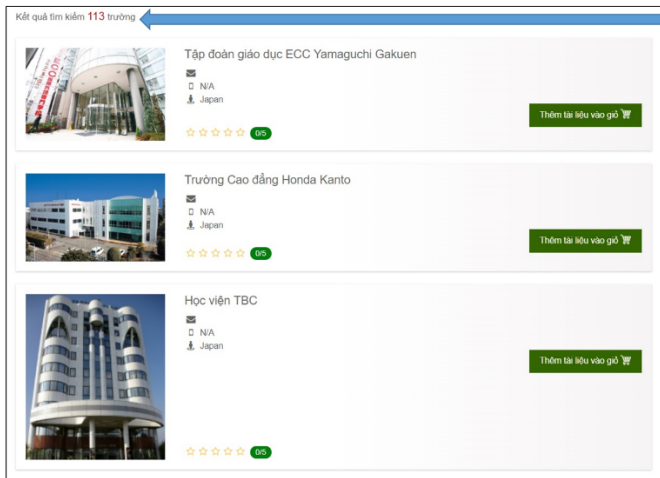 Kết quả tìm kiếm 113 trường
Tập đoàn giáo dục ECC Yamaguchi Gakuen
N/A
Japan
Thêm tài liệu vào giỏ
0/5
Trường Cao đẳng Honda Kanto
N/A
Japan
Thêm tài liệu vào giỏ
0/5
Học viện TBC
N/A
Japan
Thêm tài liệu vào giỏ
0/5